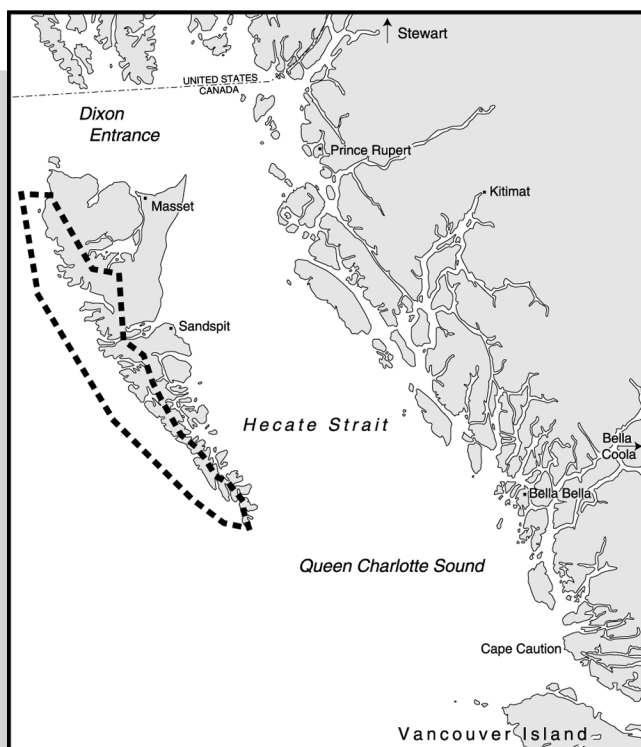 Stewart
UNITED STATES
CANADA
Dixon
Entrance
Prince Rupert
Kitimat
Masset
Sandspit
Hecate Strait
Bella
Coola
Bella Bella
Queen Charlotte Sound
Cape Caution
Vancouver Island